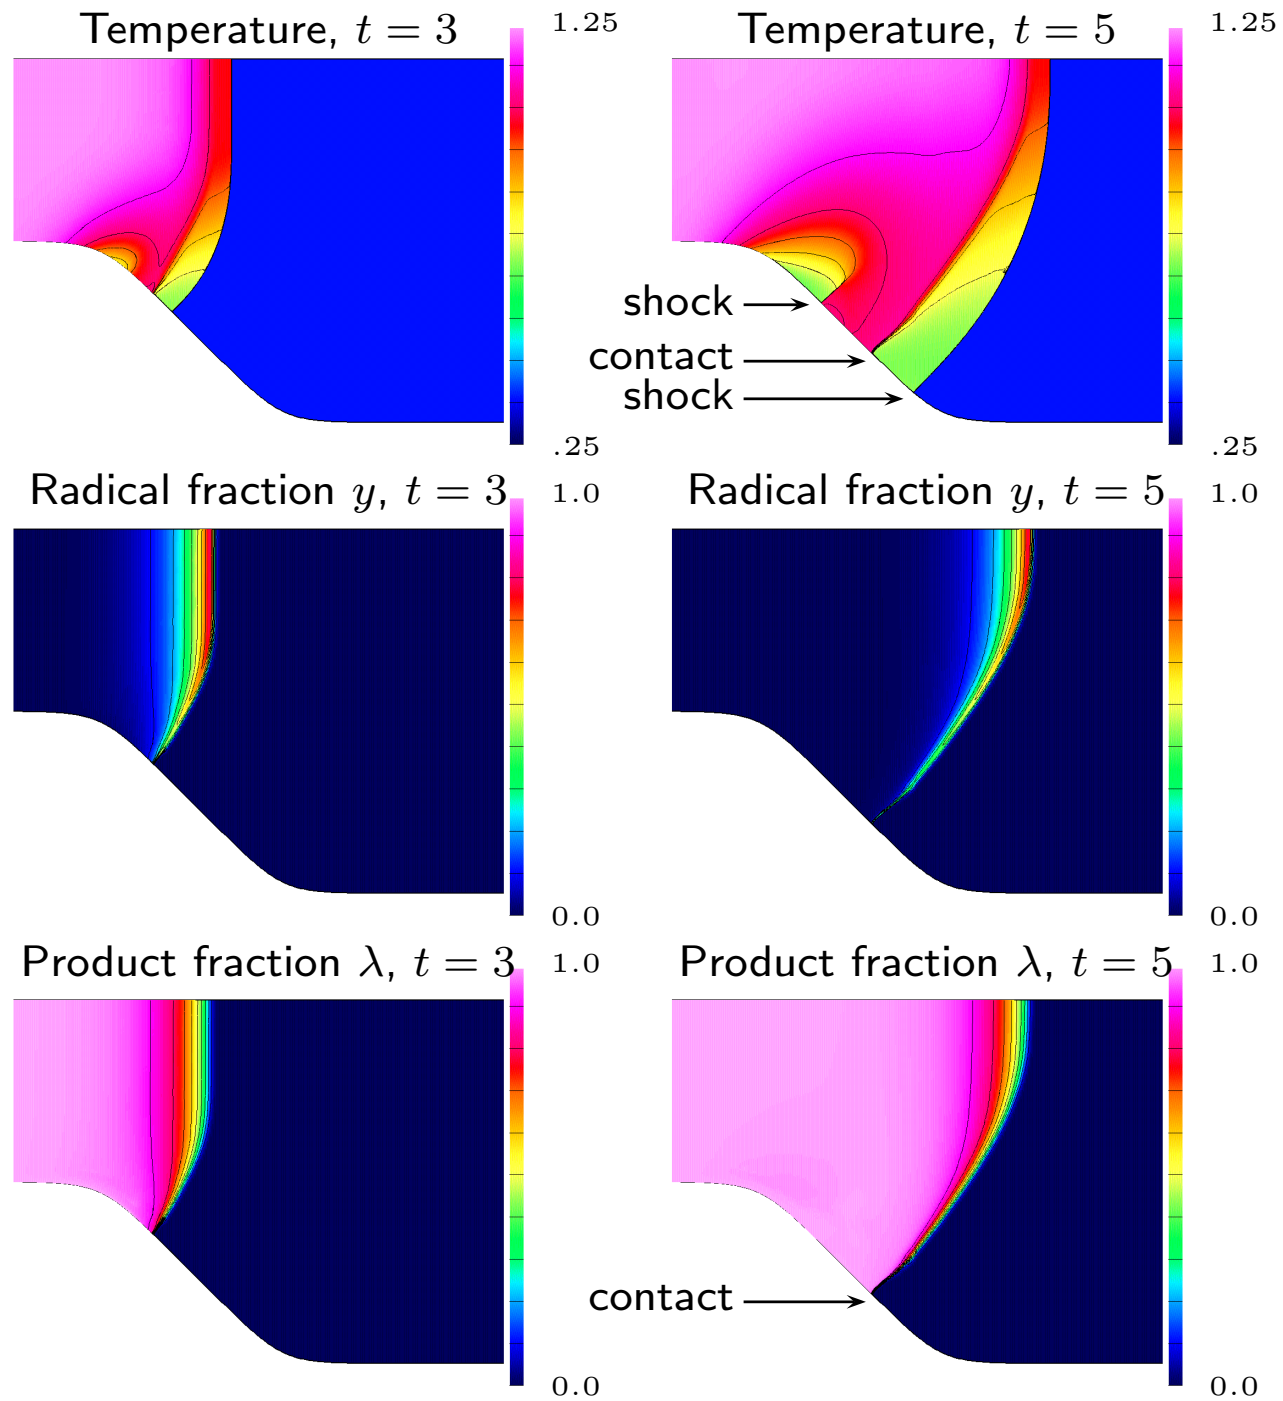 Temperature, t = 3
1.25
Temperature, t = 5
1.25
shock
contact
shock
.25
.25
Radical fraction y, t = 3
1.0
Radical fraction y, t = 5
1.0
0.0
0.0
Product fraction λ, t = 3
1.0
Product fraction λ, t = 5
1.0
contact
0.0
0.0